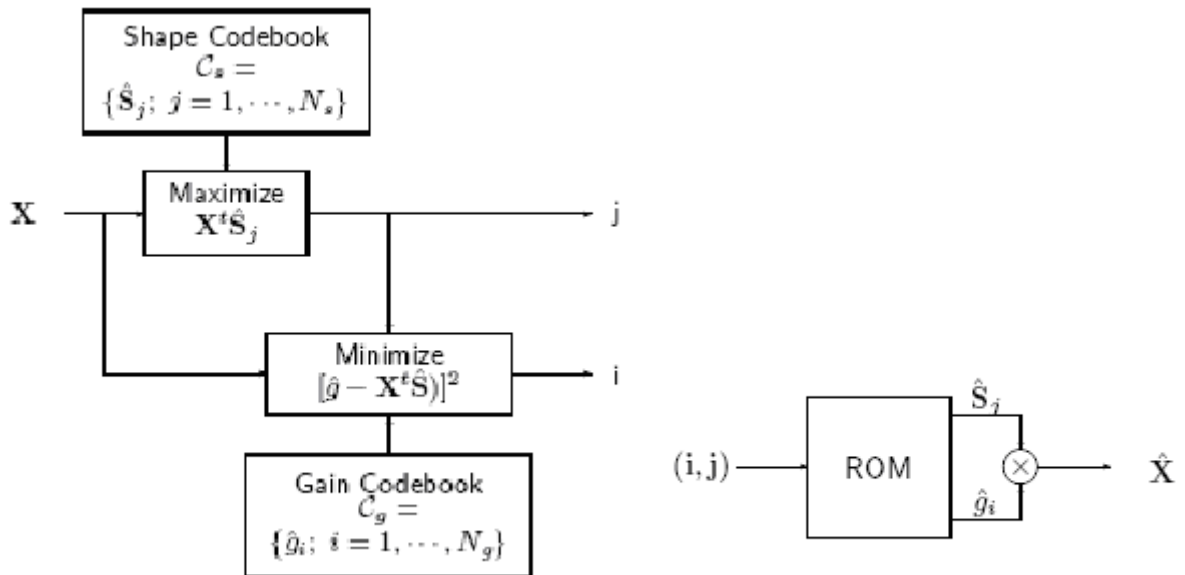 Shape Codebook
𝒞ₛ =
{Ŝⱼ; j = 1, ⋯, Nₛ}
Maximize
XᵗŜⱼ
X
j
Minimize
[ĝ − XᵗŜ)]²
i
Gain Codebook
𝒞_g =
{ĝᵢ; i = 1, ⋯, N_g}
(i, j)
ROM
Ŝⱼ
×
ĝᵢ
X̂